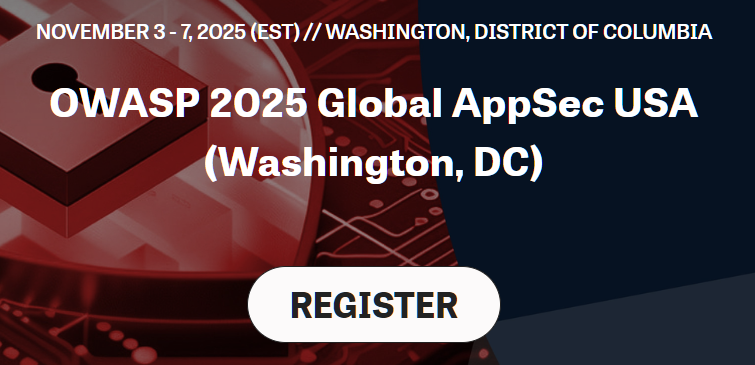 NOVEMBER 3 - 7, 2025 (EST) // WASHINGTON, DISTRICT OF COLUMBIA
OWASP 2025 Global AppSec USA
(Washington, DC)
REGISTER